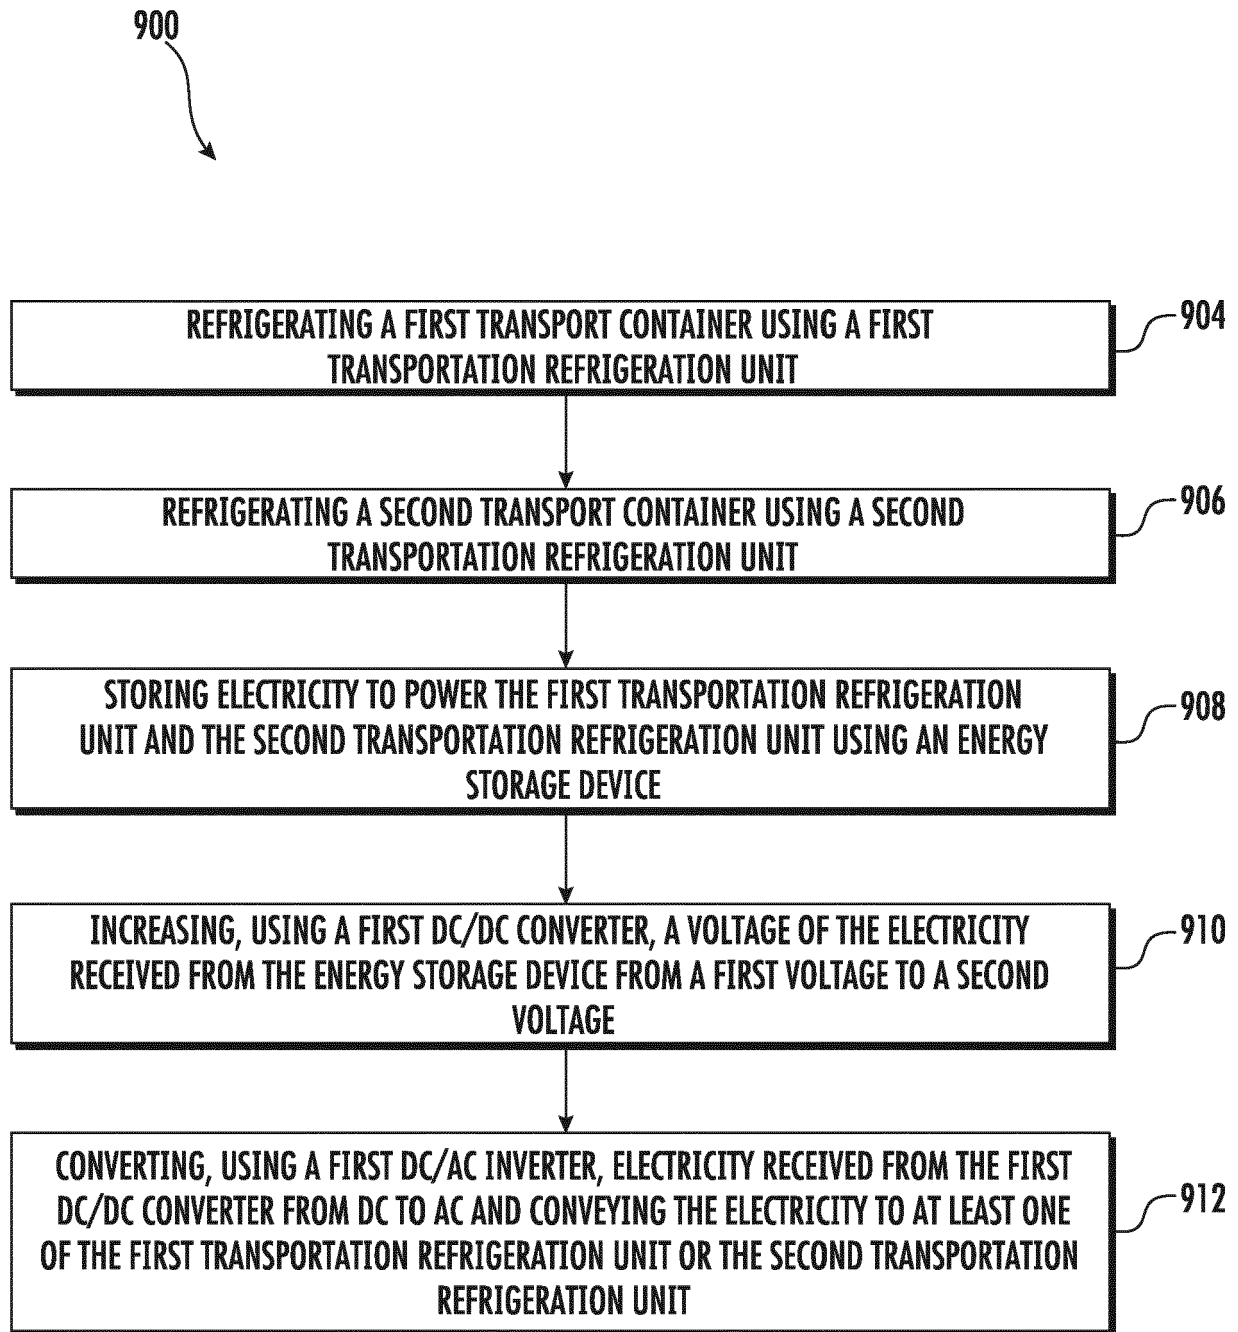 900
REFRIGERATING A FIRST TRANSPORT CONTAINER USING A FIRST
TRANSPORTATION REFRIGERATION UNIT
904
REFRIGERATING A SECOND TRANSPORT CONTAINER USING A SECOND
TRANSPORTATION REFRIGERATION UNIT
906
STORING ELECTRICITY TO POWER THE FIRST TRANSPORTATION REFRIGERATION
UNIT AND THE SECOND TRANSPORTATION REFRIGERATION UNIT USING AN ENERGY
STORAGE DEVICE
908
INCREASING, USING A FIRST DC/DC CONVERTER, A VOLTAGE OF THE ELECTRICITY
RECEIVED FROM THE ENERGY STORAGE DEVICE FROM A FIRST VOLTAGE TO A SECOND
VOLTAGE
910
CONVERTING, USING A FIRST DC/AC INVERTER, ELECTRICITY RECEIVED FROM THE FIRST
DC/DC CONVERTER FROM DC TO AC AND CONVEYING THE ELECTRICITY TO AT LEAST ONE
OF THE FIRST TRANSPORTATION REFRIGERATION UNIT OR THE SECOND TRANSPORTATION
REFRIGERATION UNIT
912